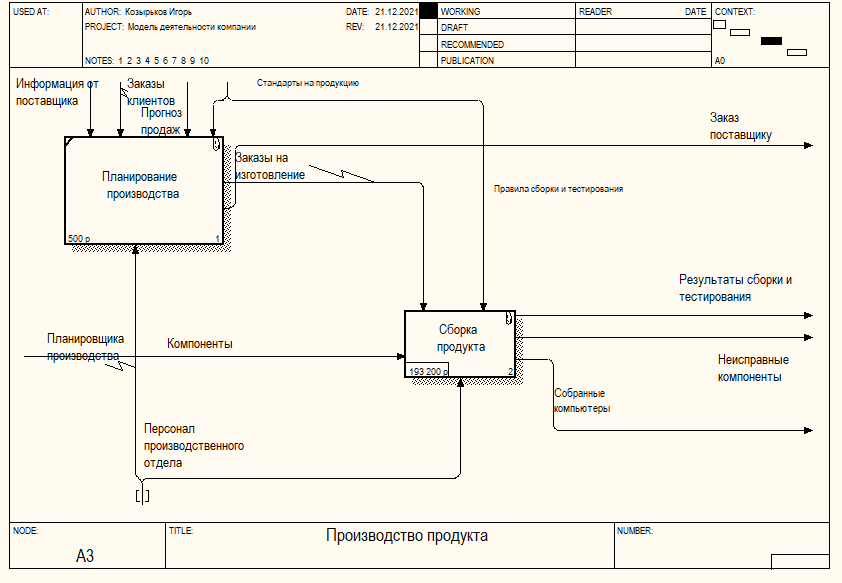 USED AT:
AUTHOR: Козырьков Игорь
DATE: 21.12.2021
PROJECT: Модель деятельности компании
REV: 21.12.2021
NOTES: 1 2 3 4 5 6 7 8 9 10
WORKING
DRAFT
RECOMMENDED
PUBLICATION
READER
DATE
CONTEXT:
A0
Информация от
поставщика
Заказы
клиентов
Прогноз
продаж
Стандарты на продукцию
Заказ
поставщику
Планирование
производства
500 р
1
Заказы на
изготовление
Правила сборки и тестирования
Результаты сборки и
тестирования
Сборка
продукта
193 200 р
2
Планировщика
производства
Компоненты
Неисправные
компоненты
Собранные
компьютеры
Персонал
производственного
отдела
NODE:
A3
TITLE:
Производство продукта
NUMBER: